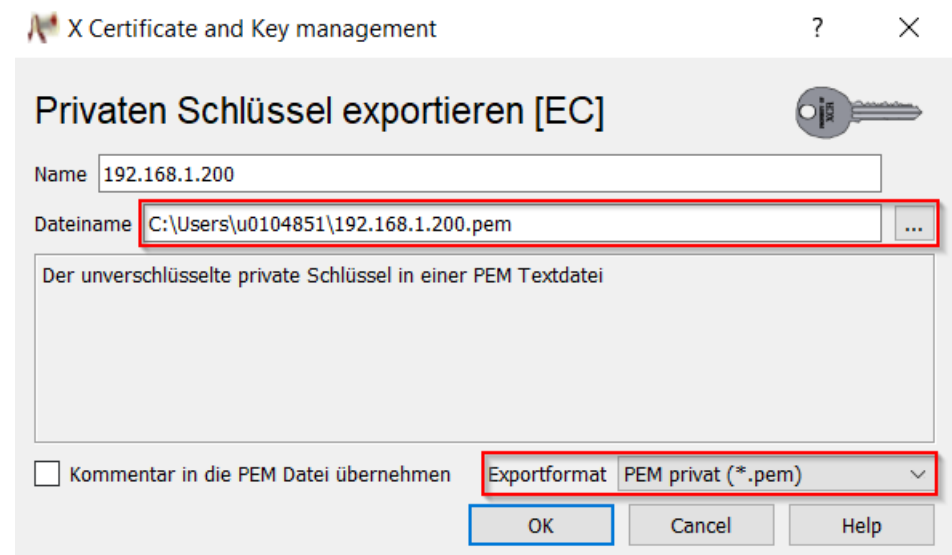 X Certificate and Key management
?
Privaten Schlüssel exportieren [EC]
Name 192.168.1.200
Dateiname C:\Users\u0104851\192.168.1.200.pem ...
Der unverschlüsselte private Schlüssel in einer PEM Textdatei
Kommentar in die PEM Datei übernehmen Exportformat PEM privat (*.pem)
OK Cancel Help